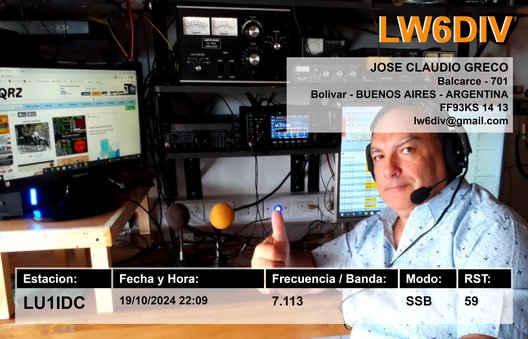 LW6DIV
JOSE CLAUDIO GRECO
Balcarce - 701
Bolivar - BUENOS AIRES - ARGENTINA
FF93KS 14 13
lw6div@gmail.com
QRZ
Estacion: Fecha y Hora: Frecuencia / Banda: Modo: RST:
LU1IDC 19/10/2024 22:09 7.113 SSB 59